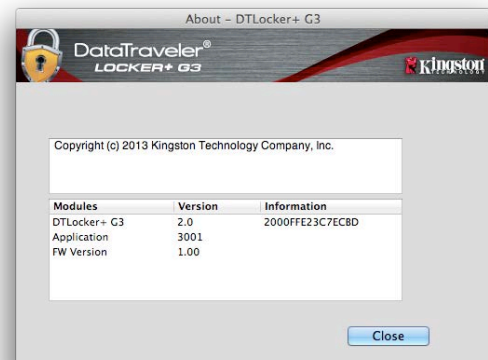 About – DTLocker+ G3
DataTraveler®
LOCKER+ G3
Kingston
TECHNOLOGY
Copyright (c) 2013 Kingston Technology Company, Inc.
Modules Version Information
DTLocker+ G3 2.0 2000FFE23C7ECBD
Application 3001
FW Version 1.00
Close